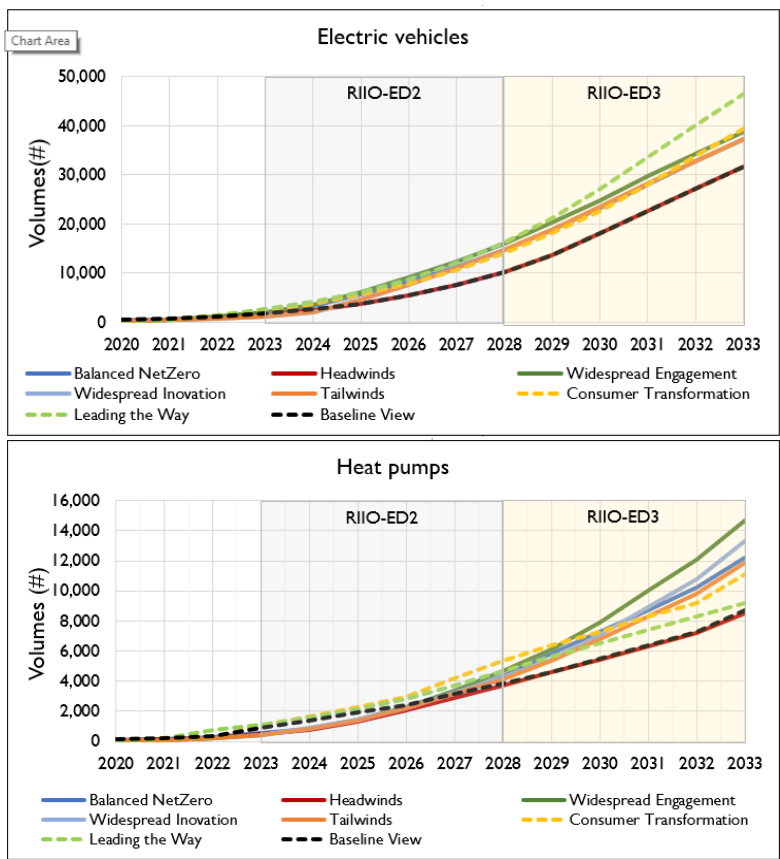 Chart Area
Electric vehicles
Volumes(#)
50,000
40,000
30,000
20,000
10,000
0
RIIO-ED2
RIIO-ED3
2020 2021 2022 2023 2024 2025 2026 2027 2028 2029 2030 2031 2032 2033
Balanced NetZero Headwinds Widespread Engagement
Widespread Inovation Tailwinds Consumer Transformation
Leading the Way Baseline View
Heat pumps
Volumes (#)
16,000
14,000
12,000
10,000
8,000
6,000
4,000
2,000
0
RIIO-ED2
RIIO-ED3
2020 2021 2022 2023 2024 2025 2026 2027 2028 2029 2030 2031 2032 2033
Balanced NetZero Headwinds Widespread Engagement
Widespread Inovation Tailwinds Consumer Transformation
Leading the Way Baseline View